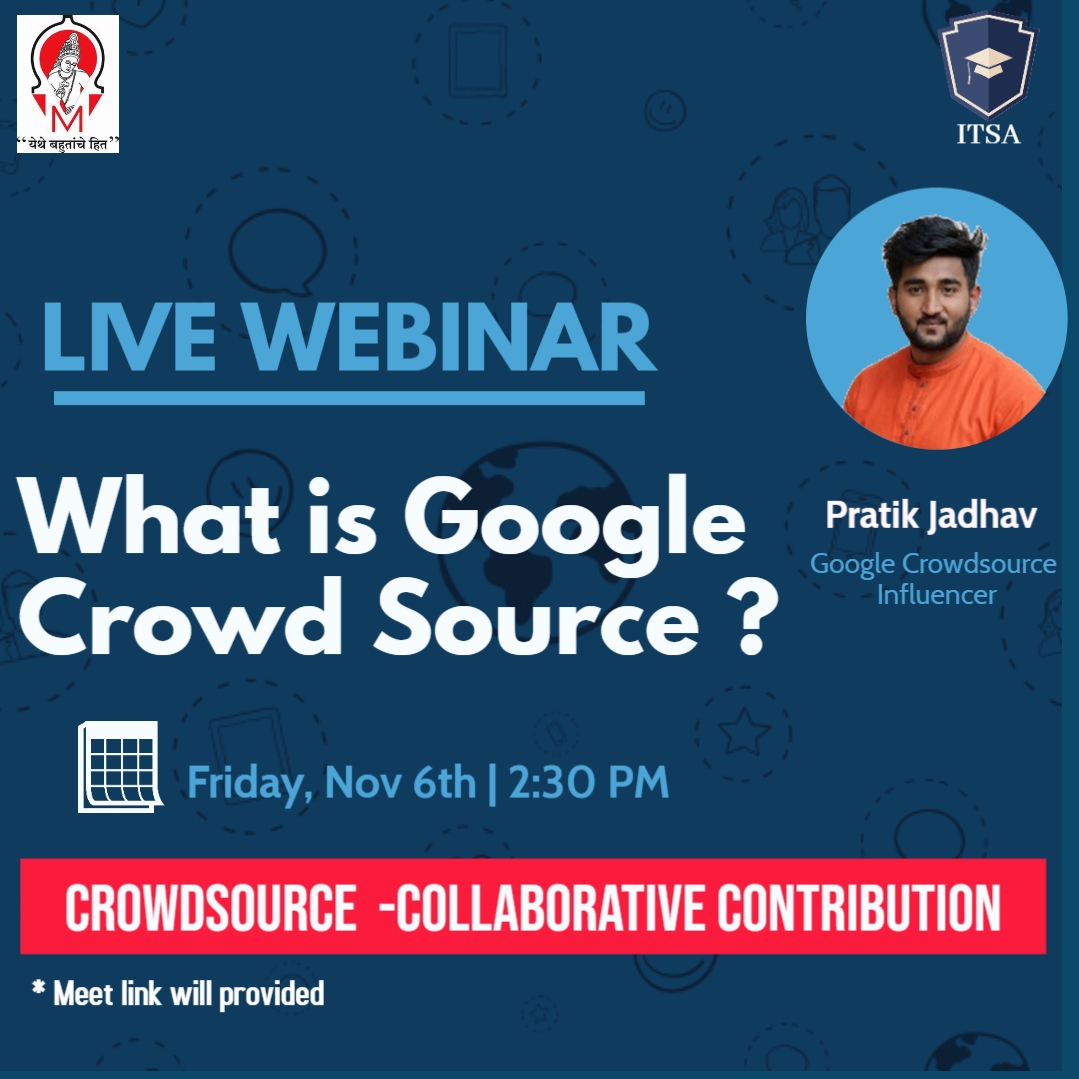 M
“येथे बहुतांचे हित”
ITSA
LIVE WEBINAR
What is Google
Crowd Source ?
Pratik Jadhav
Google Crowdsource
Influencer
Friday, Nov 6th | 2:30 PM
CROWDSOURCE -COLLABORATIVE CONTRIBUTION
* Meet link will provided